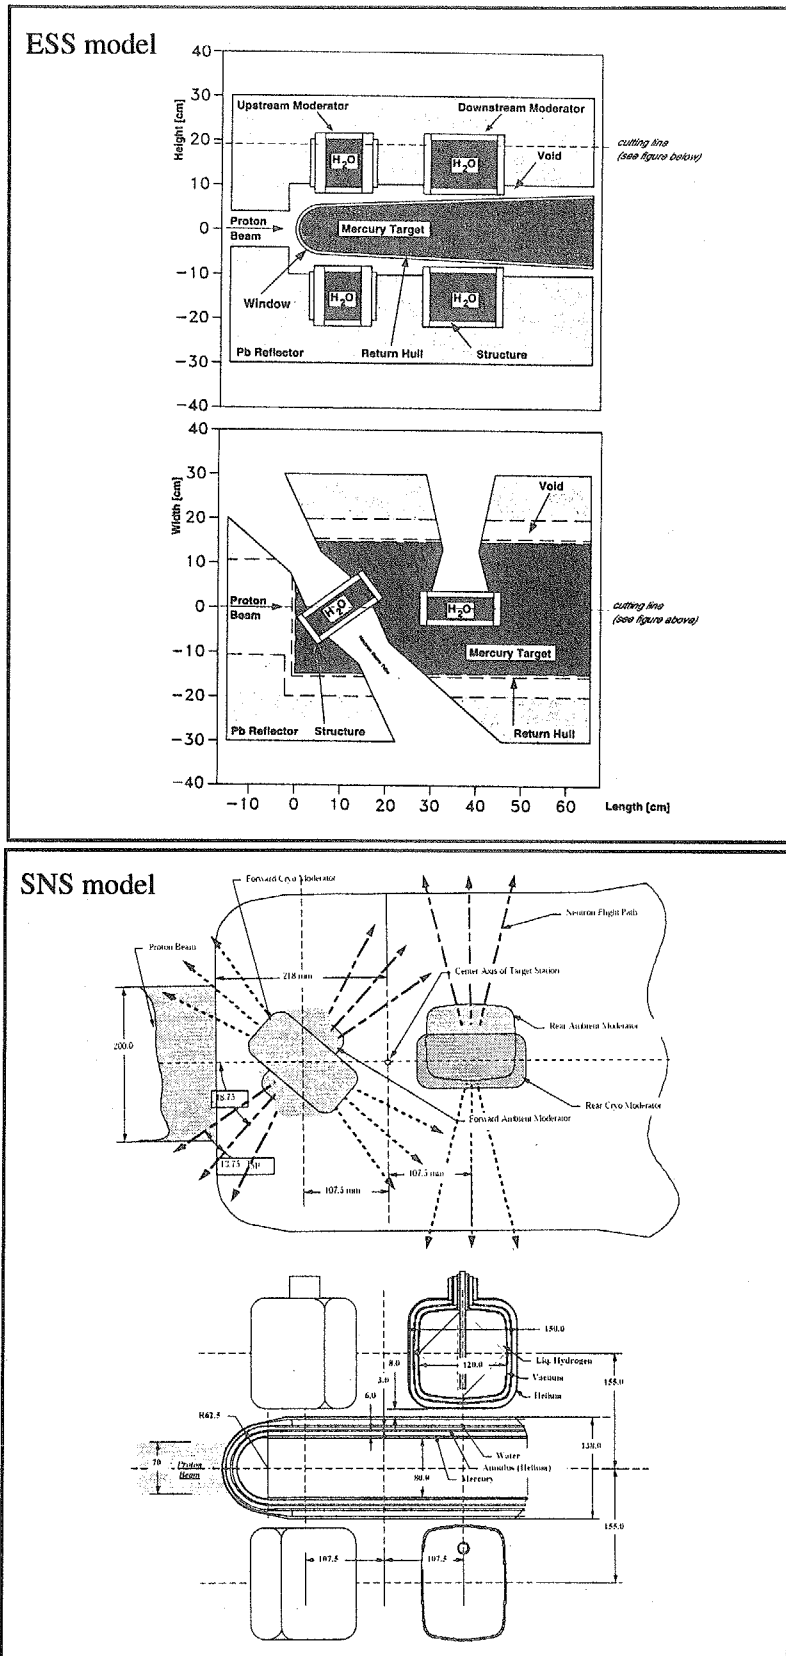 ESS model
40
30
20
10
0
-10
-20
-30
-40
Height [cm]
Upstream Moderator
Downstream Moderator
H2O
H2O
Void
cutting line
(see figure below)
Proton
Beam
Mercury Target
Window
H2O
H2O
Pb Reflector
Return Hull
Structure
40
30
20
10
0
-10
-20
-30
-40
Width [cm]
Void
Proton
Beam
H2O
H2O
cutting line
(see figure above)
Mercury Target
Pb Reflector
Structure
Return Hull
-10
0
10
20
30
40
50
60
Length [cm]
SNS model
Forward Cryo Moderator
Neutron Flight Path
Proton Beam
218 mm
Center Axis of Target Station
200.0
Rear Ambient Moderator
18.75
Rear Cryo Moderator
Forward Ambient Moderator
13.75 Typ
107.5 mm
107.5 mm
150.0
8.0
3.0
6.0
120.0
Liq. Hydrogen
Vacuum
Helium
155.0
R62.5
Water
Annulus (Helium)
Mercury
70
Proton
Beam
80.0
138.0
155.0
107.5
107.5